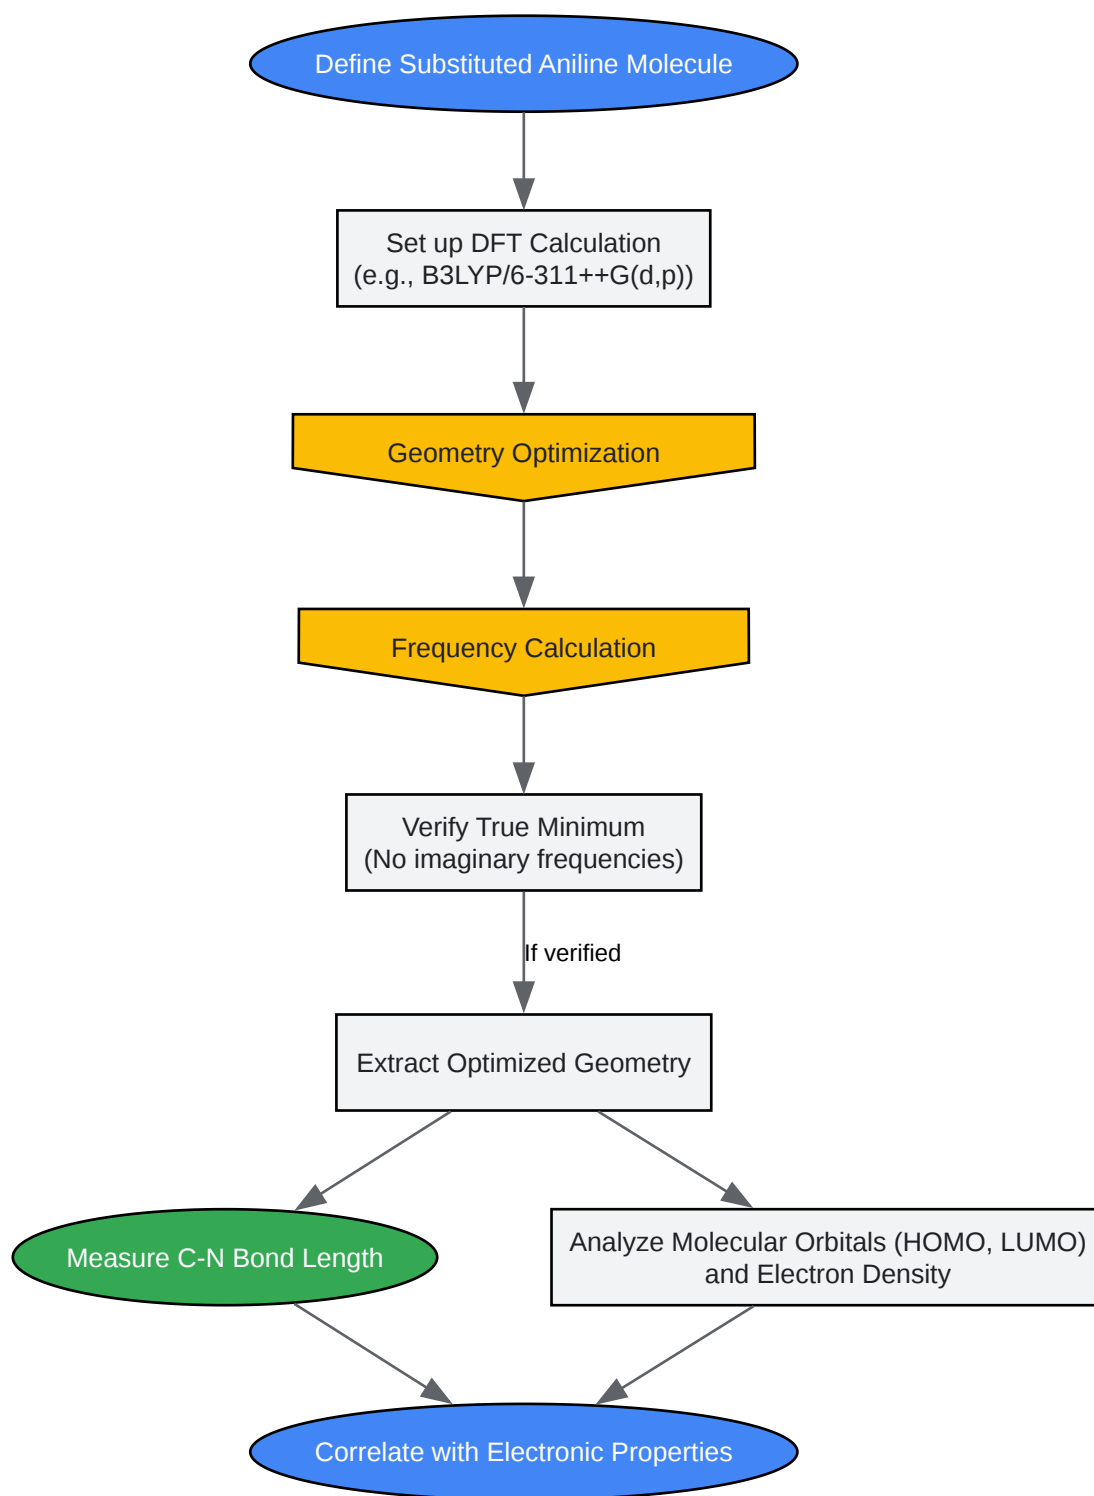 Define Substituted Aniline Molecule
Set up DFT Calculation
(e.g., B3LYP/6-311++G(d,p))
Geometry Optimization
Frequency Calculation
Verify True Minimum
(No imaginary frequencies)
If verified
Extract Optimized Geometry
Measure C-N Bond Length
Analyze Molecular Orbitals (HOMO, LUMO)
and Electron Density
Correlate with Electronic Properties